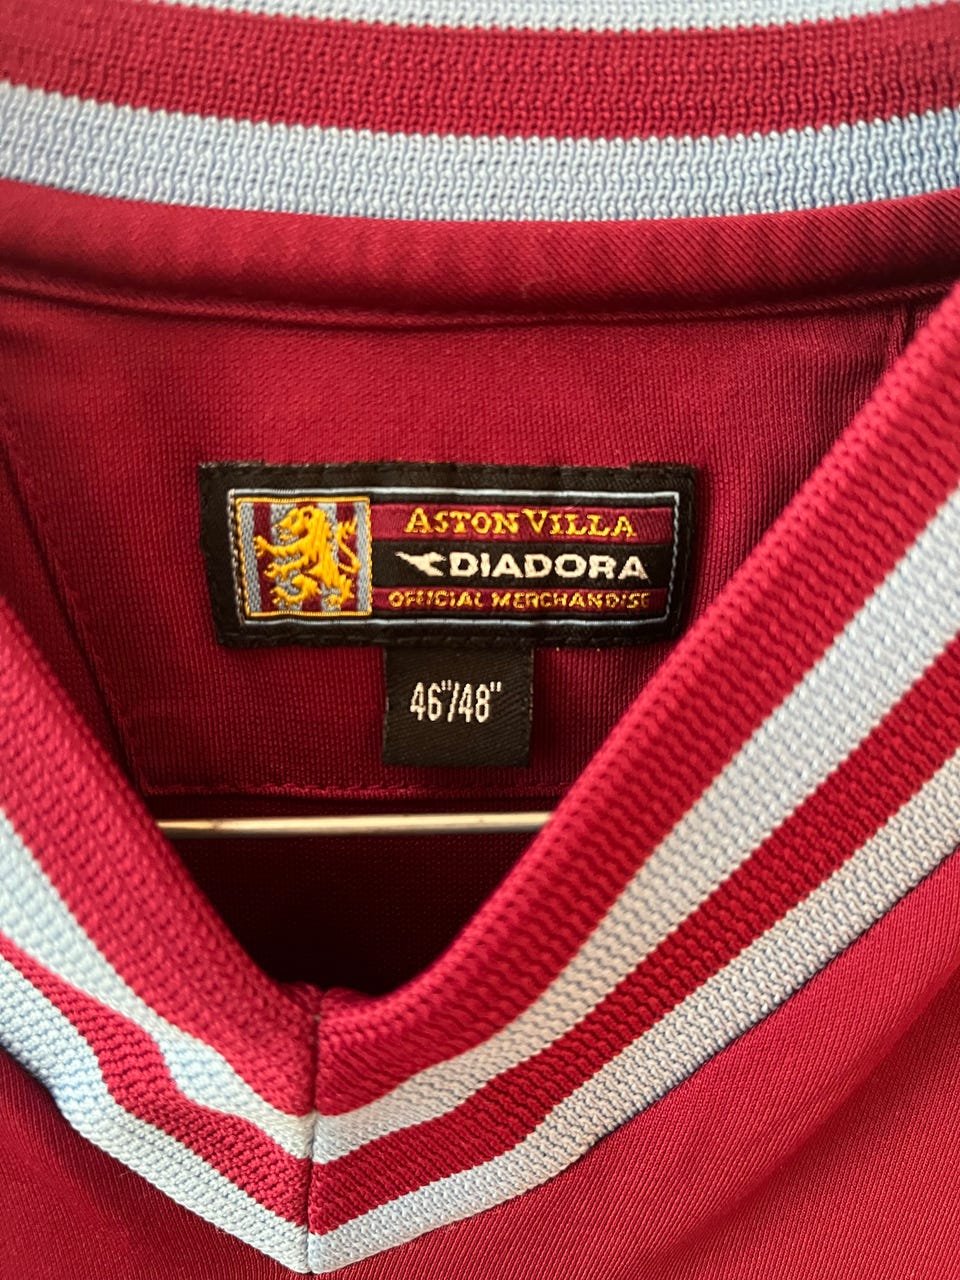 ASTON VILLA
DIADORA
OFFICIAL MERCHANDISE
46"/48"